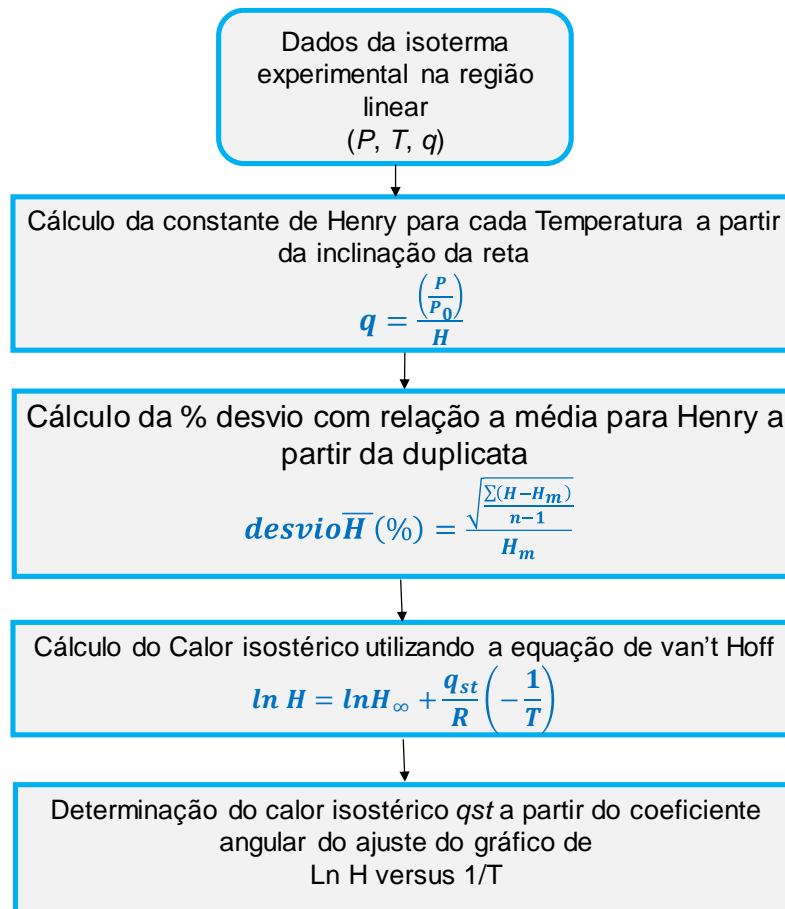 Dados da isoterma
experimental na região
linear
(P, T, q)
Cálculo da constante de Henry para cada Temperatura a partir
da inclinação da reta
q = (P/P₀)/H
Cálculo da % desvio com relação a média para Henry a
partir da duplicata
desvioH̅(%) = √(∑(H−Hₘ)/(n−1))/Hₘ
Cálculo do Calor isostérico utilizando a equação de van't Hoff
ln H = lnH∞ + qst/R (−1/T)
Determinação do calor isostérico qst a partir do coeficiente
angular do ajuste do gráfico de
Ln H versus 1/T